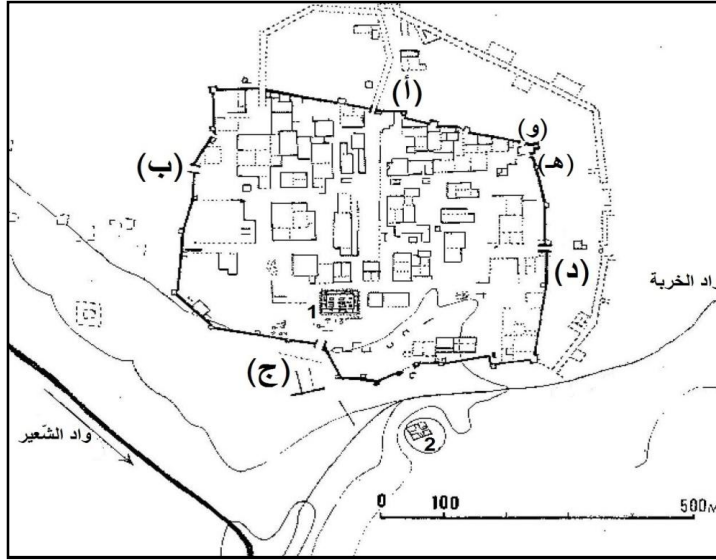 (أ)
(و)
(هـ)
(ب)
(د)
واد الخربة
1
(ج)
واد الشعير
2
0 100 500M